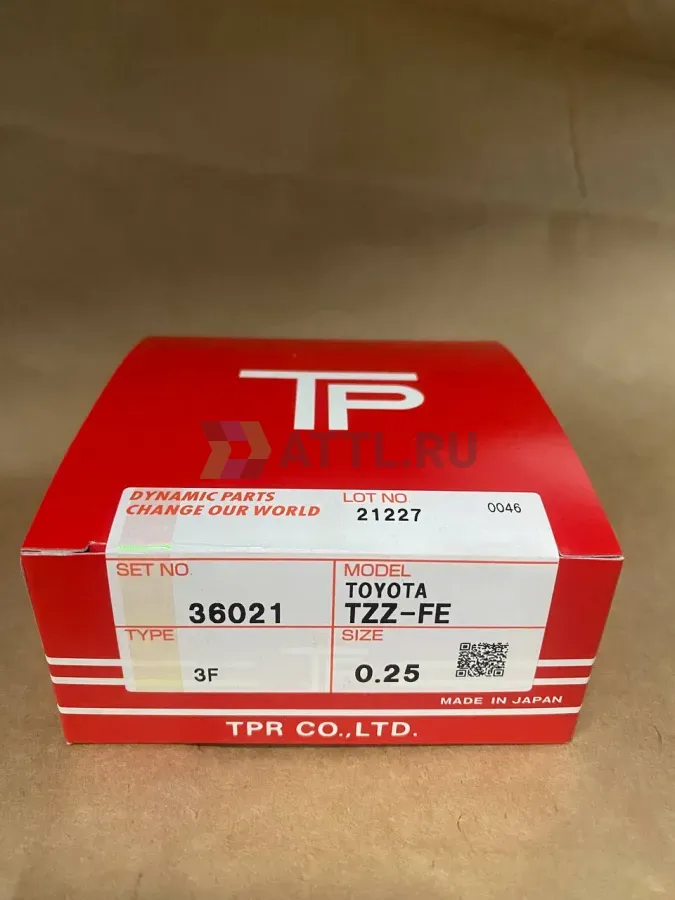 TP
ATTL.RU
DYNAMIC PARTS
CHANGE OUR WORLD
LOT NO
21227
0046
SET NO.
36021
MODEL
TOYOTA
TZZ-FE
TYPE
3F
SIZE
0.25
MADE IN JAPAN
TPR CO.,LTD.